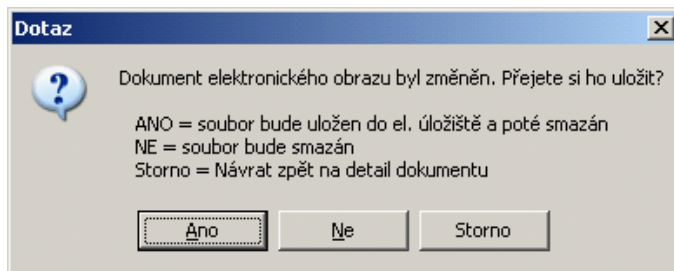 Dotaz
Dokument elektronického obrazu byl změněn. Přejete si ho uložit?
ANO = soubor bude uložen do el. úložiště a poté smazán
NE = soubor bude smazán
Storno = Návrat zpět na detail dokumentu
Ano Ne Storno